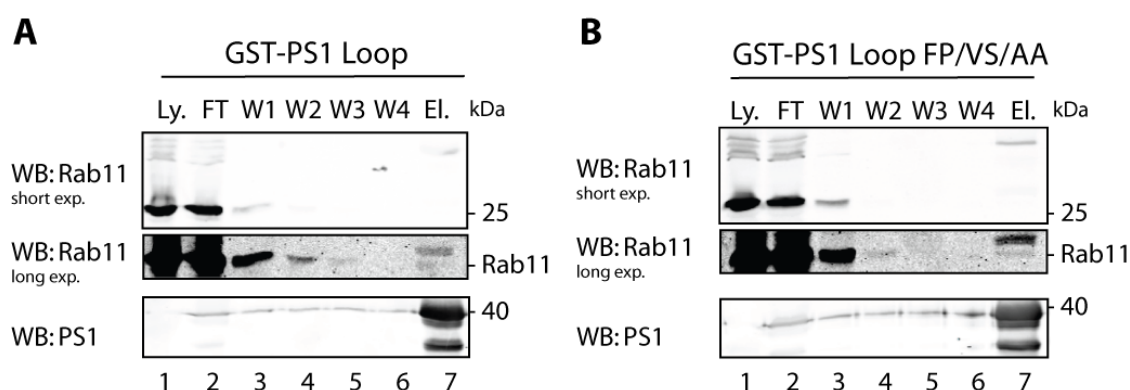 A
GST-PS1 Loop
Ly. FT W1 W2 W3 W4 El. kDa
WB: Rab11
short exp.
25
WB: Rab11
long exp.
Rab11
WB: PS1
40
1 2 3 4 5 6 7
B
GST-PS1 Loop FP/VS/AA
Ly. FT W1 W2 W3 W4 El. kDa
WB: Rab11
short exp.
25
WB: Rab11
long exp.
Rab11
WB: PS1
40
1 2 3 4 5 6 7